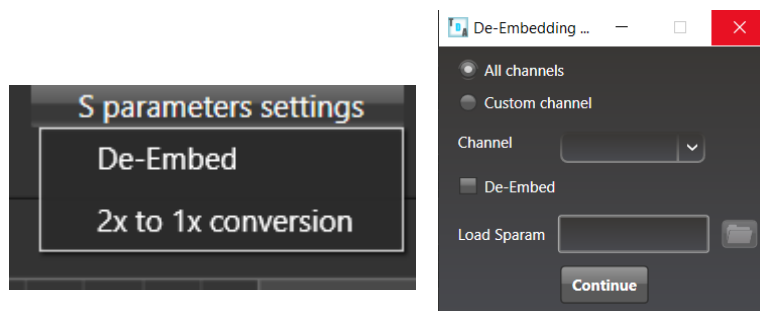 S parameters settings
De-Embed
2x to 1x conversion
TDA De-Embedding ...
All channels
Custom channel
Channel
De-Embed
Load Sparam
Continue